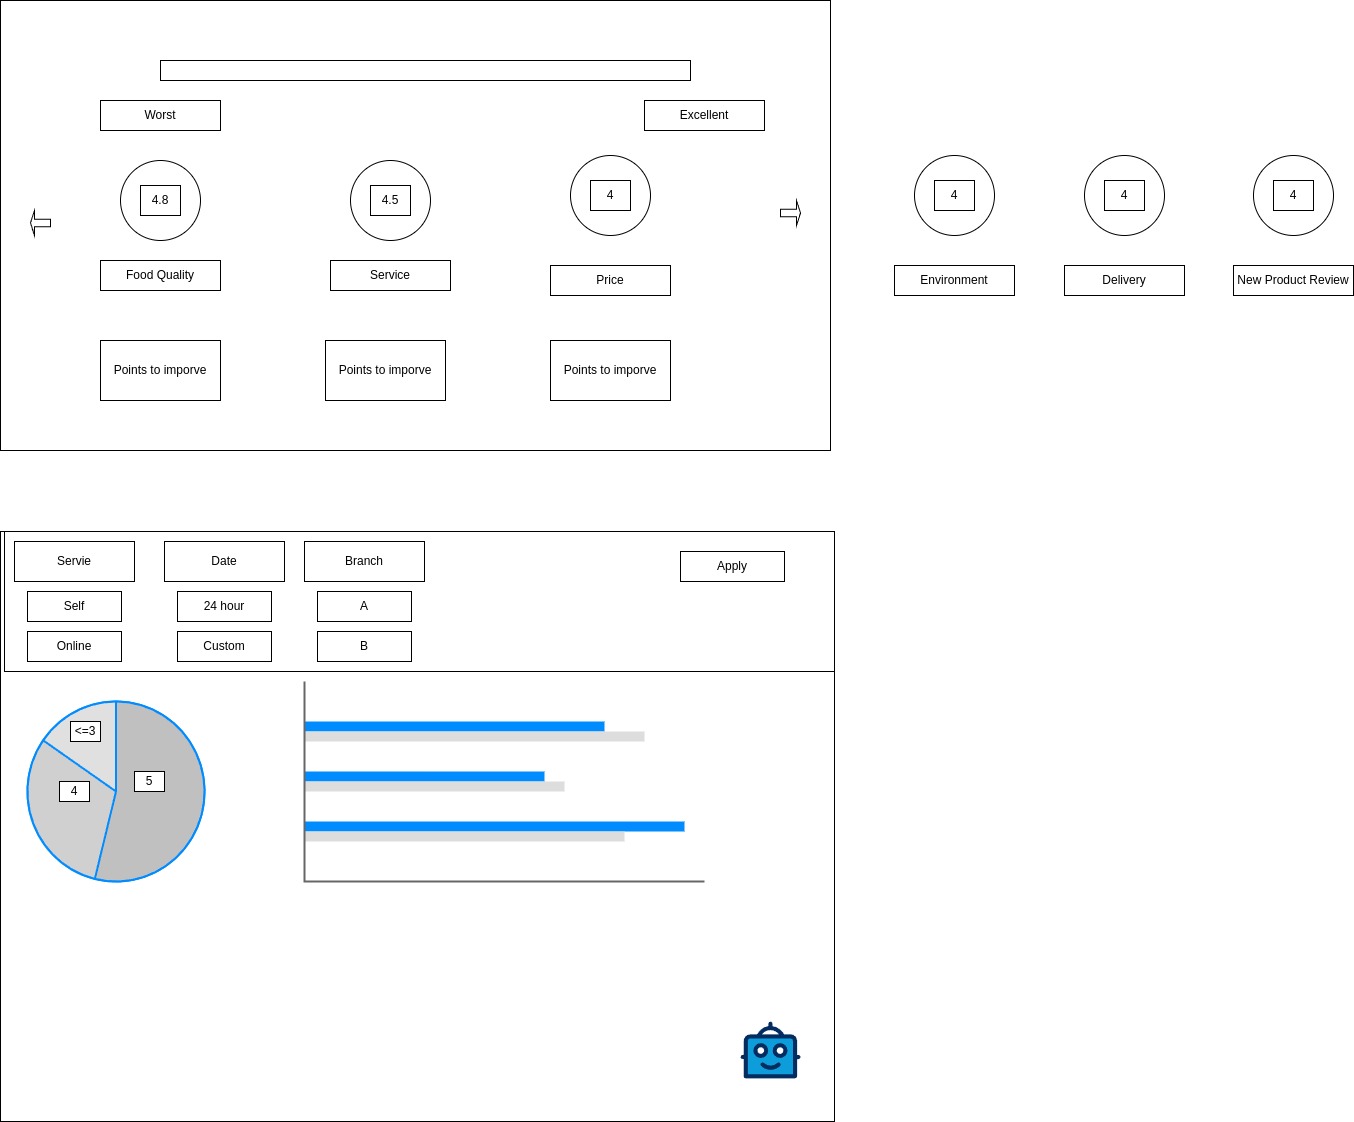 Worst
Excellent
4.8
4.5
4
4
4
4
Food Quality
Service
Price
Environment
Delivery
New Product Review
Points to imporve
Points to imporve
Points to imporve
Servie
Date
Branch
Apply
Self
24 hour
A
Online
Custom
B
<=3
5
4